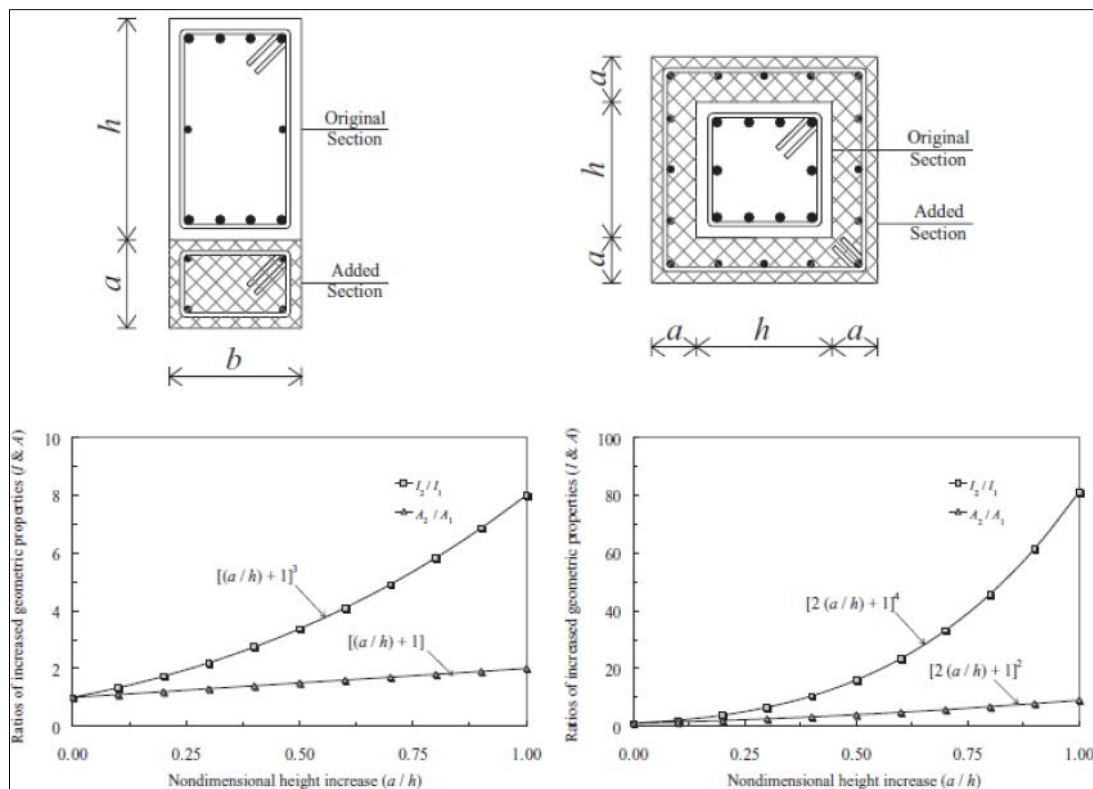 h
a
b
Original
Section
Added
Section
a
h
a
a
h
a
Original
Section
Added
Section
Ratios of increased geometric properties (I & A)
10
8
6
4
2
0
I₂ / I₁
A₂ / A₁
[(a / h) + 1]³
[(a / h) + 1]
0.00 0.25 0.50 0.75 1.00
Nondimensional height increase (a / h)
Ratios of increased geometric properties (I & A)
100
80
60
40
20
0
I₂ / I₁
A₂ / A₁
[2 (a / h) + 1]⁴
[2 (a / h) + 1]²
0.00 0.25 0.50 0.75 1.00
Nondimensional height increase (a / h)